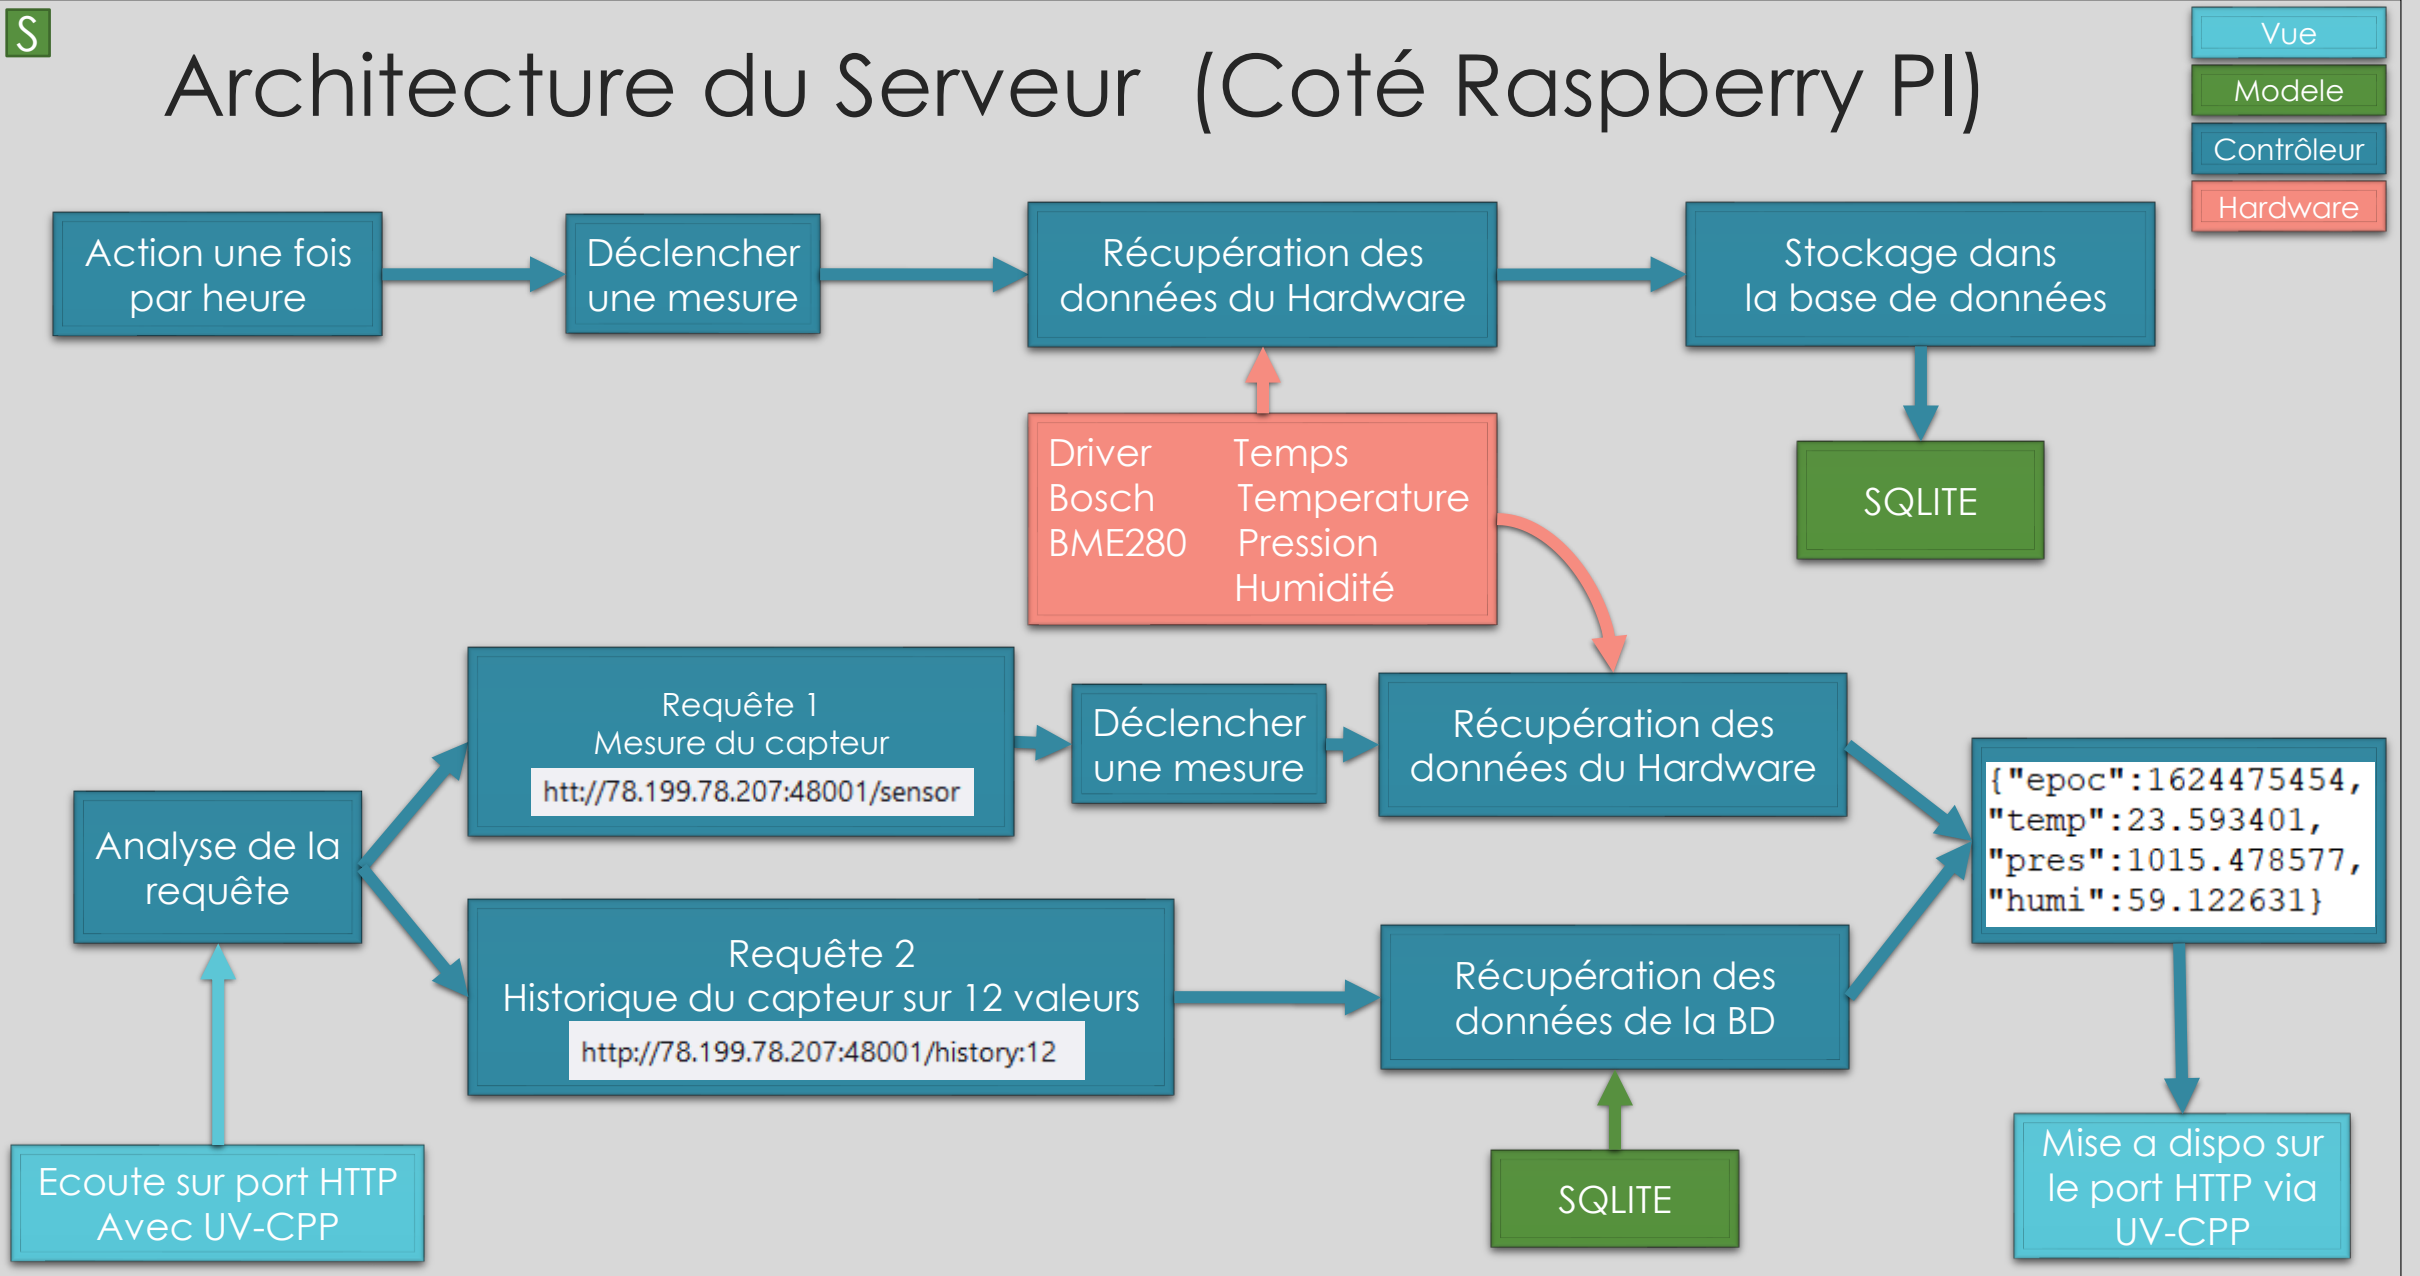 S
Architecture du Serveur (Coté Raspberry PI)
Vue
Modele
Contrôleur
Hardware
Action une fois
par heure
Déclencher
une mesure
Récupération des
données du Hardware
Stockage dans
la base de données
Driver Temps
Bosch Temperature
BME280 Pression
Humidité
SQLITE
Requête 1
Mesure du capteur
htt://78.199.78.207:48001/sensor
Déclencher
une mesure
Récupération des
données du Hardware
{"epoc":1624475454,
"temp":23.593401,
"pres":1015.478577,
"humi":59.122631}
Analyse de la
requête
Requête 2
Historique du capteur sur 12 valeurs
http://78.199.78.207:48001/history:12
Récupération des
données de la BD
Ecoute sur port HTTP
Avec UV-CPP
SQLITE
Mise a dispo sur
le port HTTP via
UV-CPP